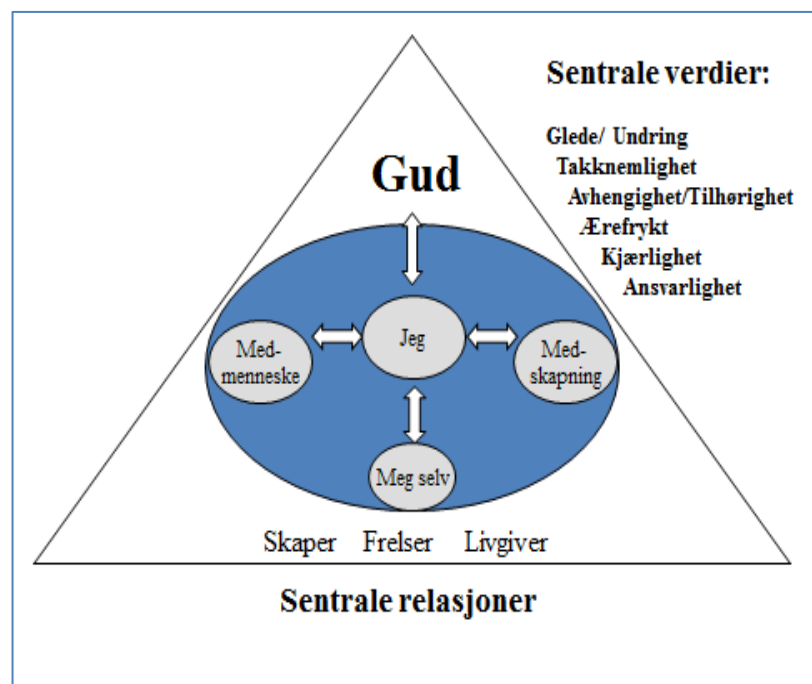 Sentrale verdier:
Glede/ Undring
Takknemlighet
Avhengighet/Tilhørighet
Ærefrykt
Kjærlighet
Ansvarlighet
Gud
Med-
menneske
Jeg
Med-
skapning
Meg selv
Skaper Frelser Livgiver
Sentrale relasjoner